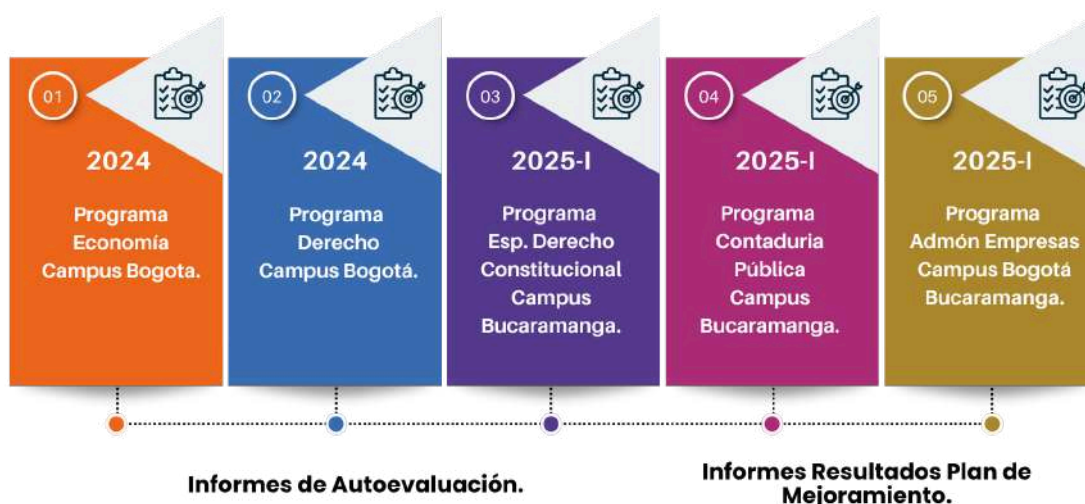 01
2024
Programa
Economía
Campus Bogota.
02
2024
Programa
Derecho
Campus Bogotá.
03
2025-I
Programa
Esp. Derecho
Constitucional
Campus
Bucaramanga.
04
2025-I
Programa
Contaduria
Pública
Campus
Bucaramanga.
05
2025-I
Programa
Admón Empresas
Campus Bogotá
Bucaramanga.
Informes de Autoevaluación.
Informes Resultados Plan de
Mejoramiento.